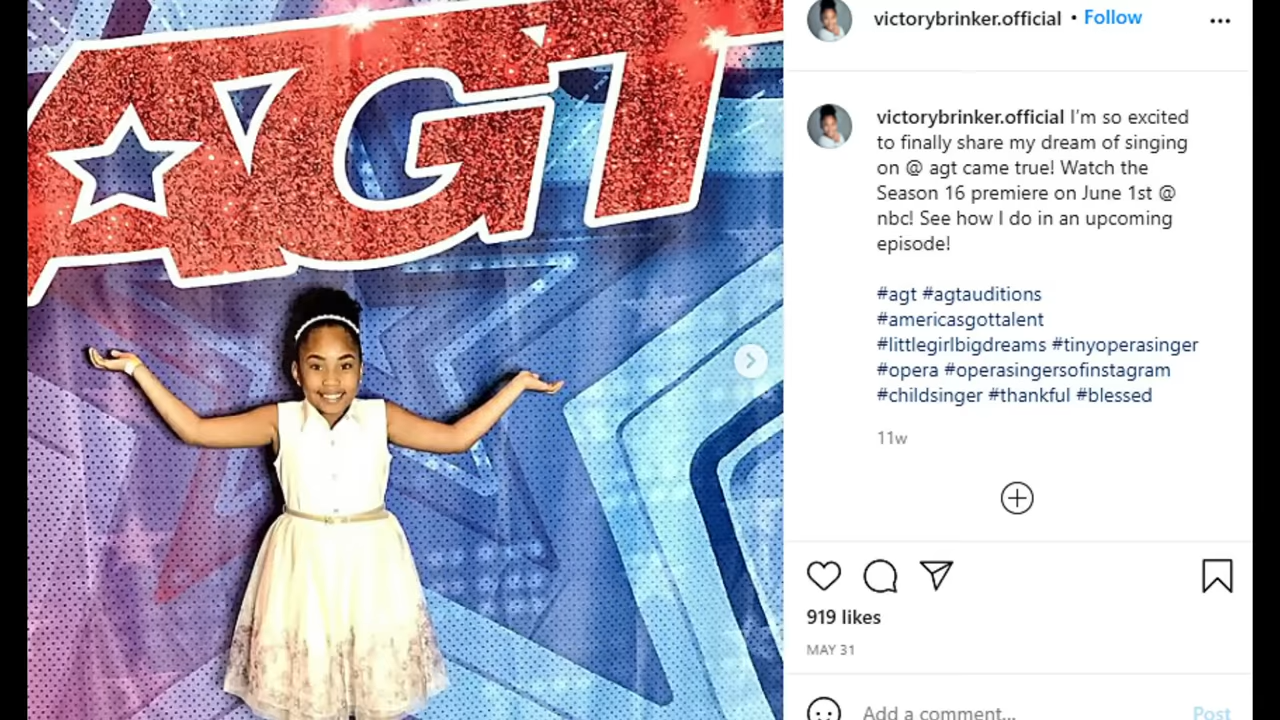 AGT
victorybrinker.official • Follow
victorybrinker.official I'm so excited
to finally share my dream of singing
on @ agt came true! Watch the
Season 16 premiere on June 1st @
nbc! See how I do in an upcoming
episode!
#agt #agtauditions
#americasgottalent
#littlegirlbigdreams #tinyoperasinger
#opera #operasingersofinstagram
#childsinger #thankful #blessed
11w
919 likes
MAY 31
Add a comment... Post